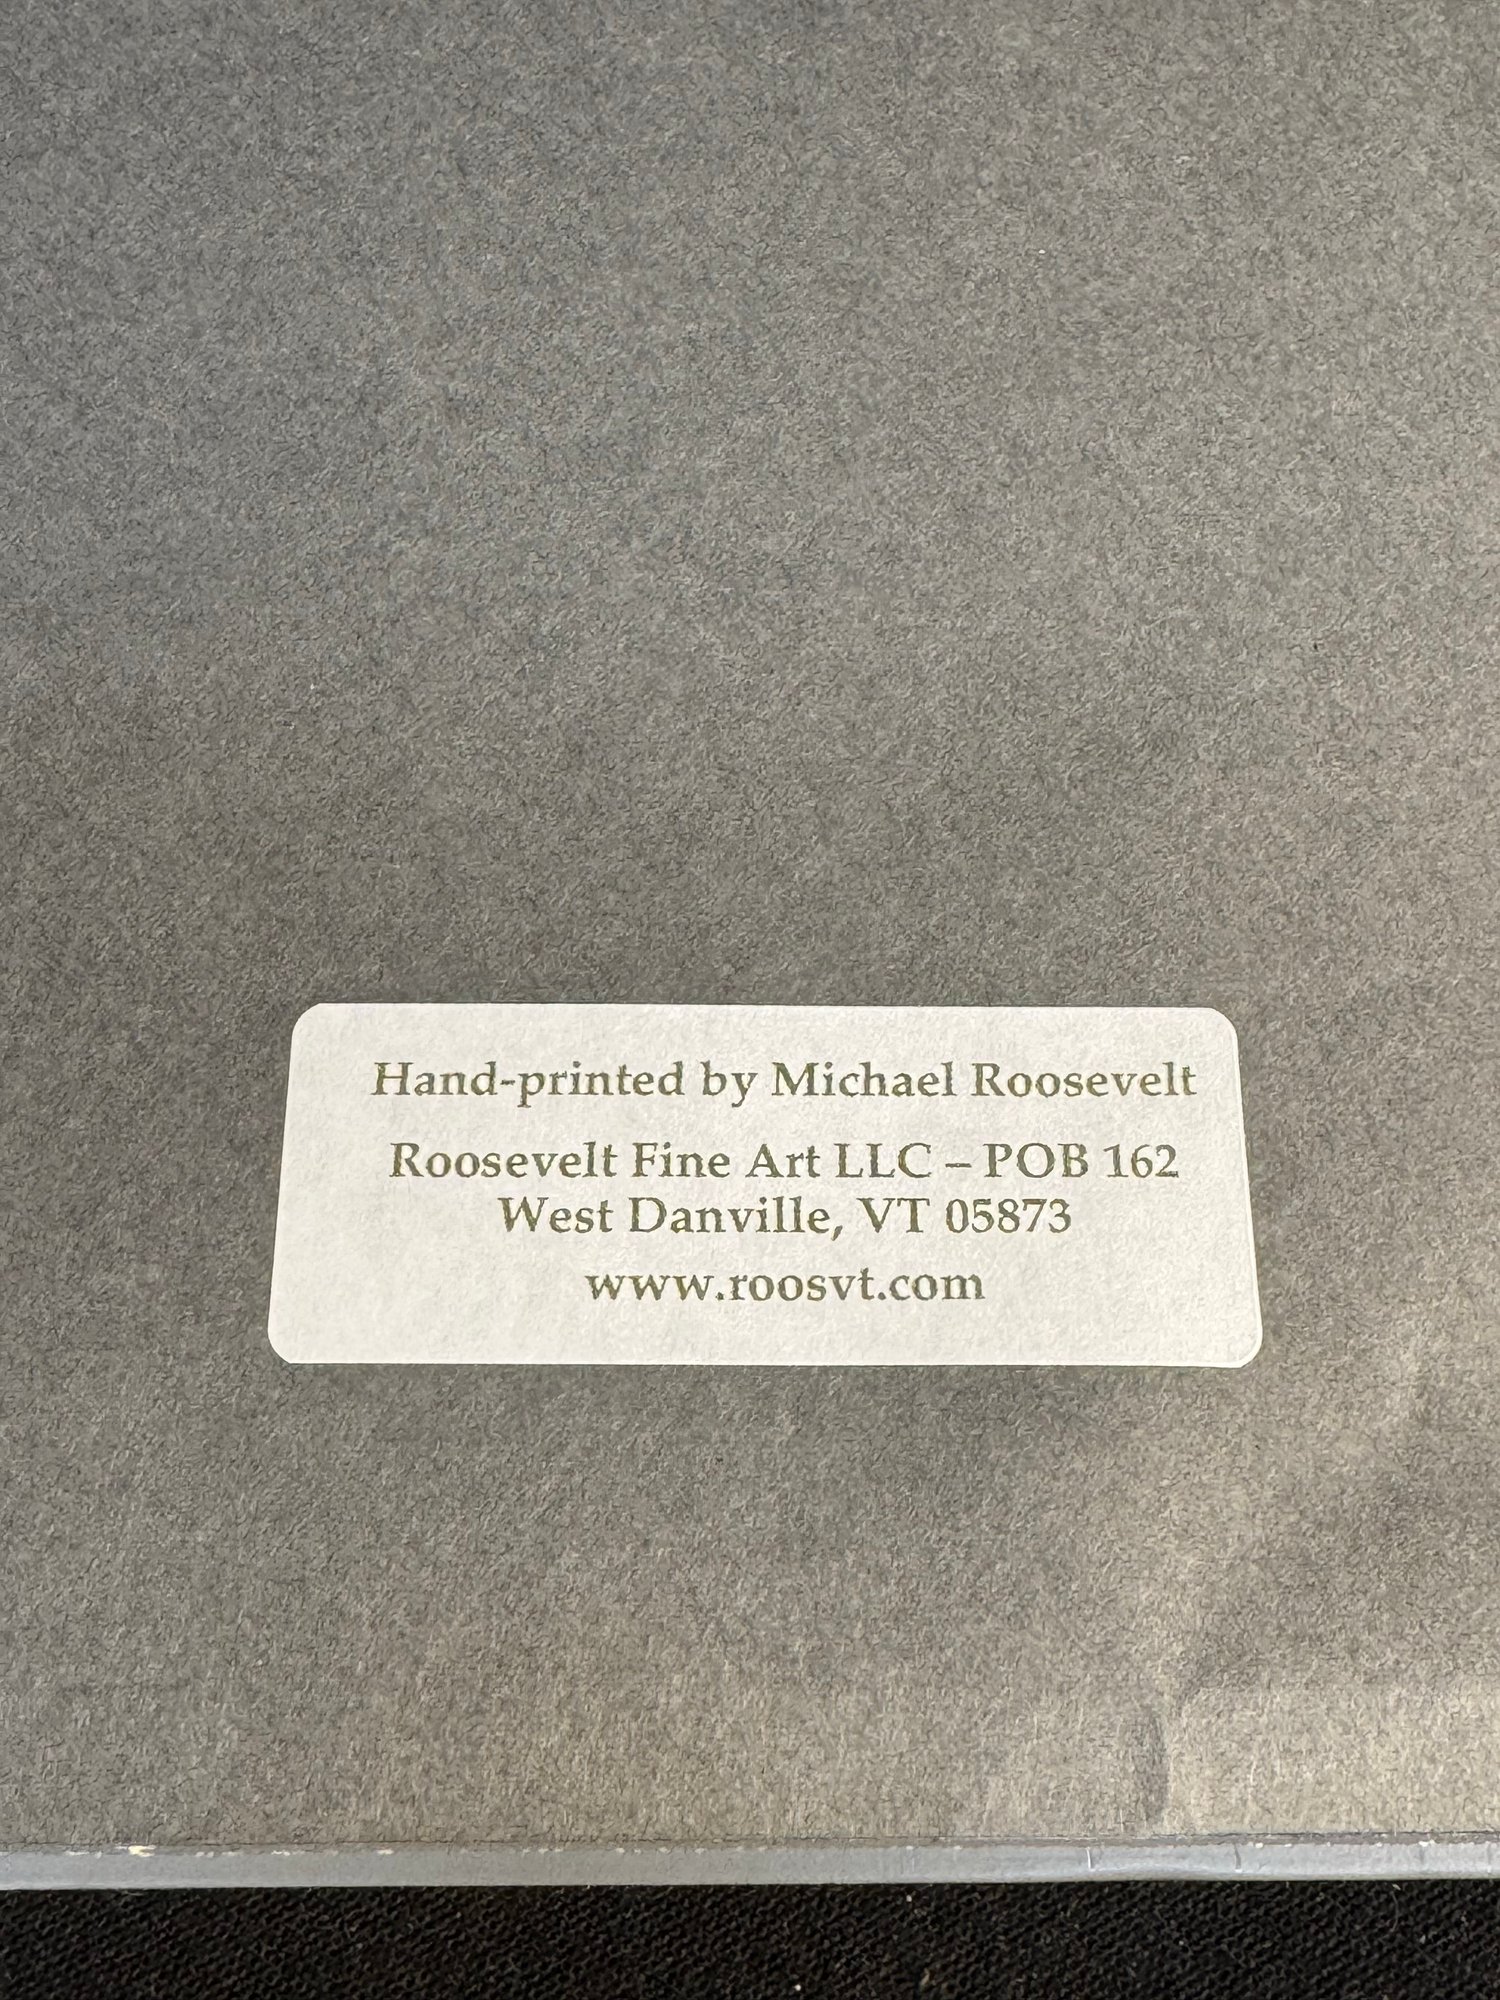 Hand-printed by Michael Roosevelt
Roosevelt Fine Art LLC – POB 162
West Danville, VT 05873
www.roosvt.com